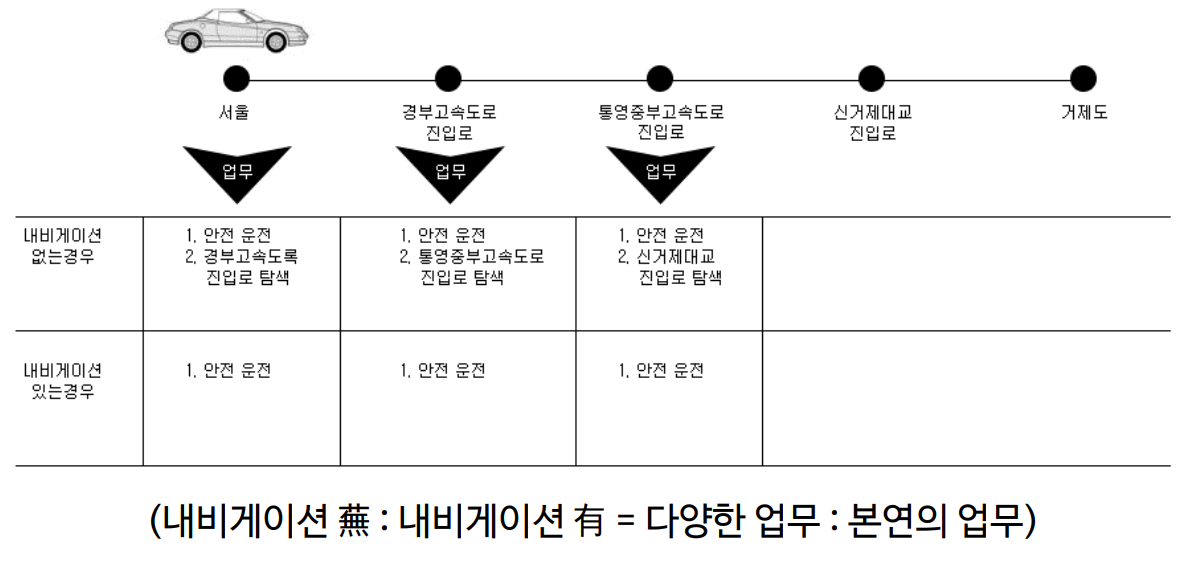 서울
경부고속도로
진입로
통영중부고속도로
진입로
신거제대교
진입로
거제도
업무
업무
업무
내비게이션
없는경우
1. 안전 운전
2. 경부고속도록
진입로 탐색
1. 안전 운전
2. 통영중부고속도로
진입로 탐색
1. 안전 운전
2. 신거제대교
진입로 탐색
내비게이션
있는경우
1. 안전 운전
1. 안전 운전
1. 안전 운전
(내비게이션 蕪 : 내비게이션 有 = 다양한 업무 : 본연의 업무)